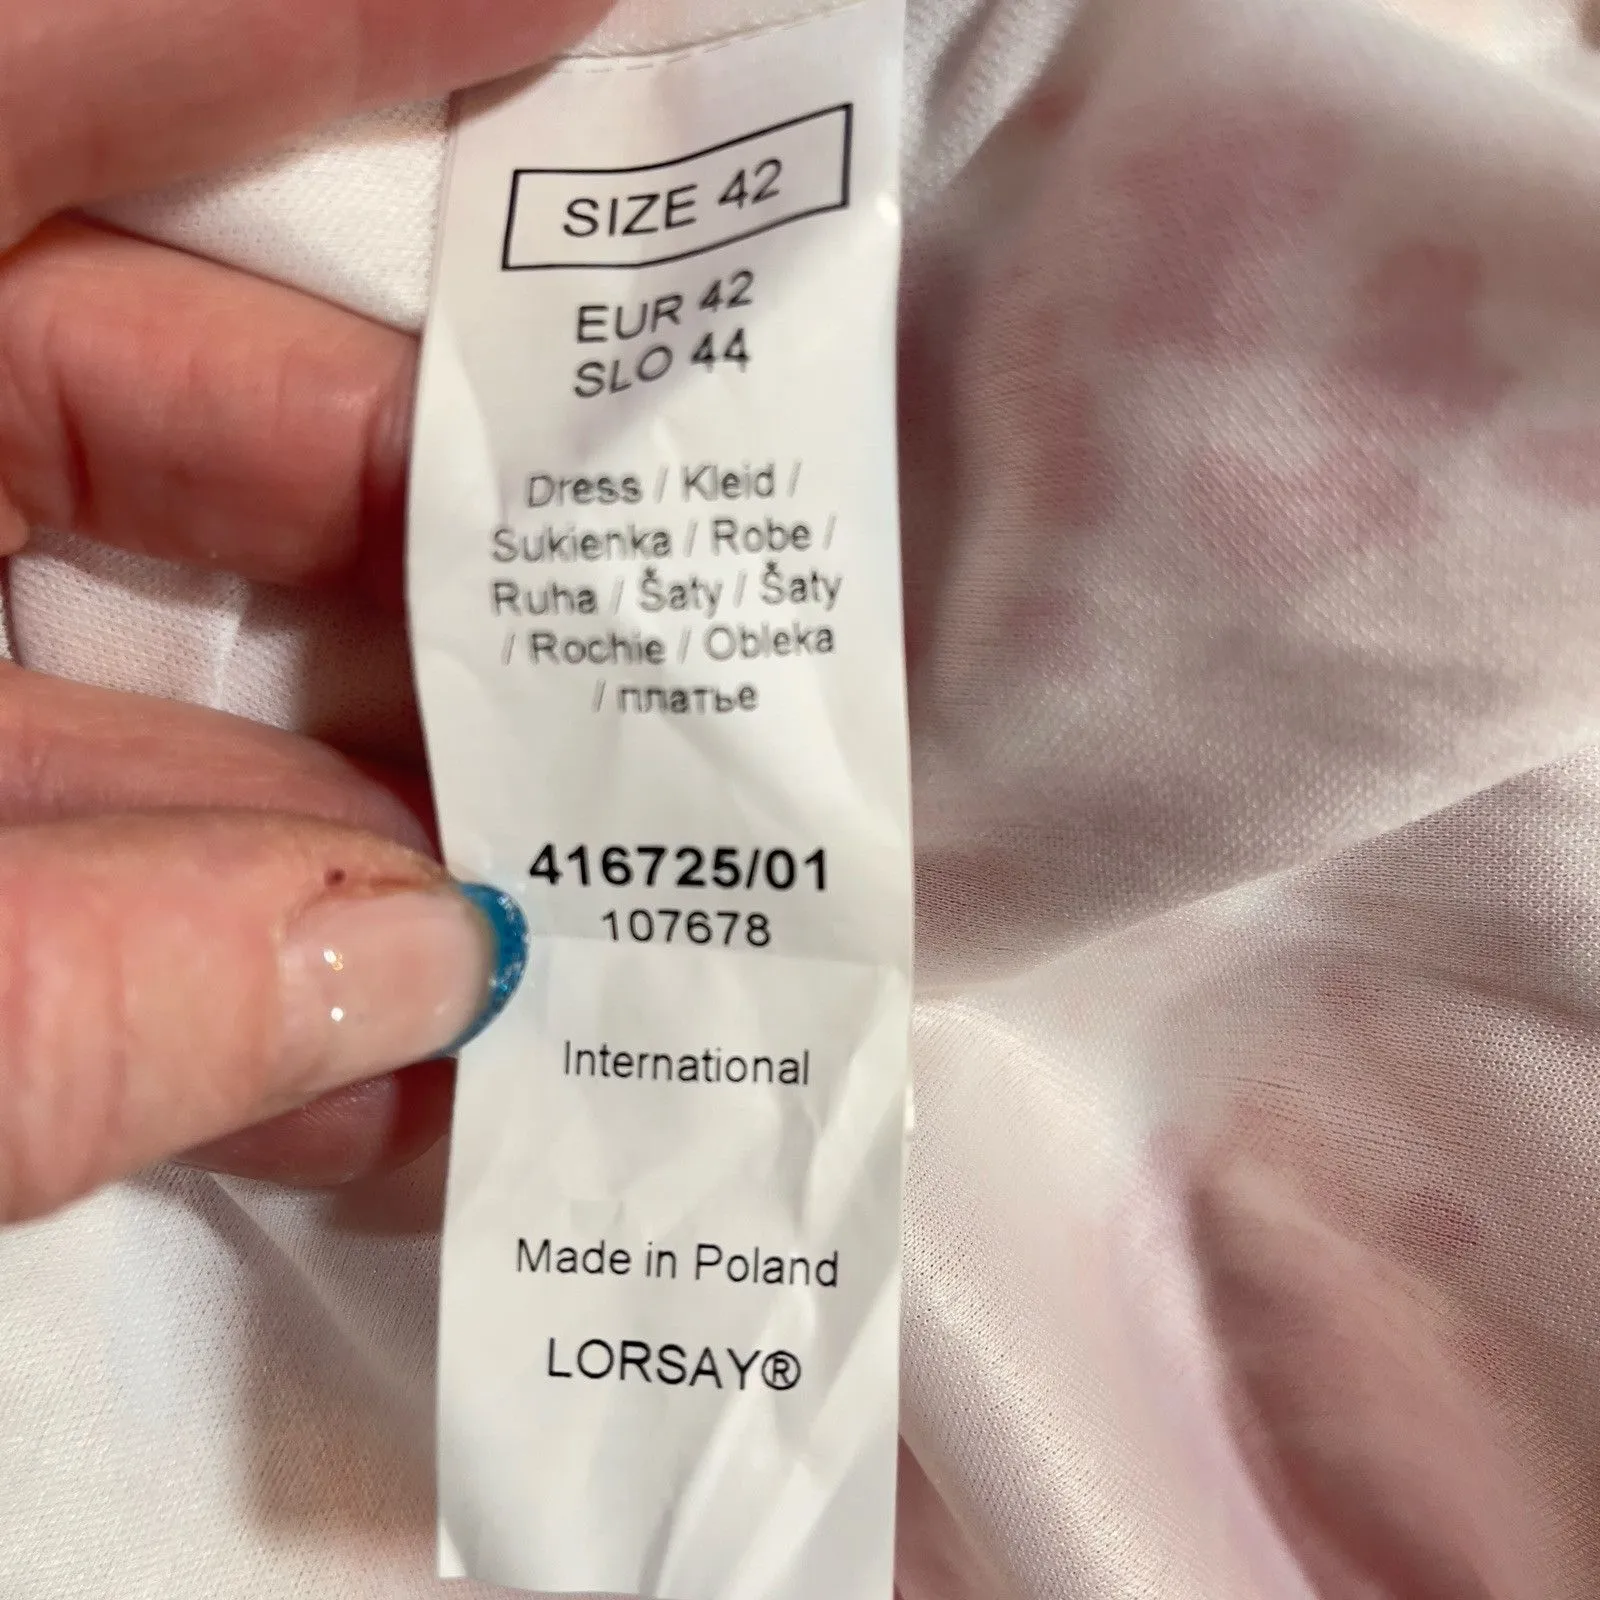 SIZE 42
EUR 42
SLO 44
Dress / Kleid /
Sukienka / Robe /
Ruha / Šaty / Šaty
/ Rochie / Obleka
/ платье
416725/01
107678
International
Made in Poland
LORSAY®